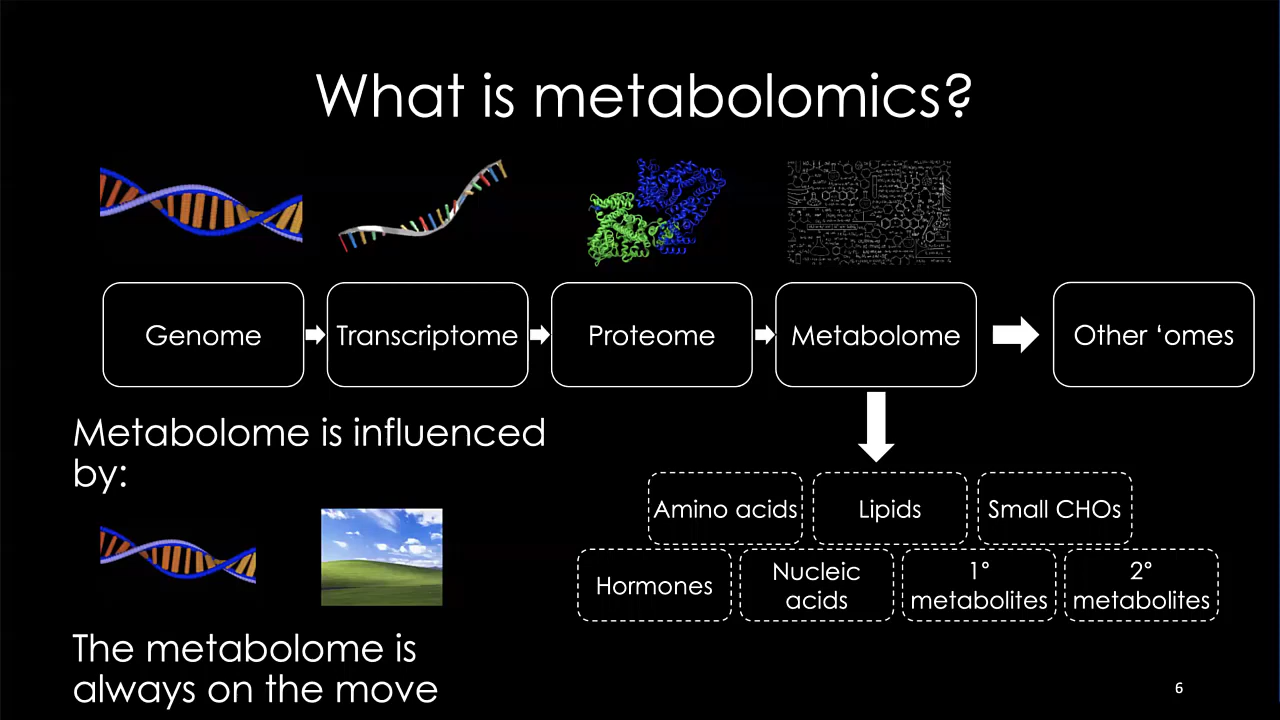 What is metabolomics?
Genome
Transcriptome
Proteome
Metabolome
Other ‘omes
Metabolome is influenced
by:
Amino acids
Lipids
Small CHOs
Hormones
Nucleic
acids
1°
metabolites
2°
metabolites
The metabolome is
always on the move
6